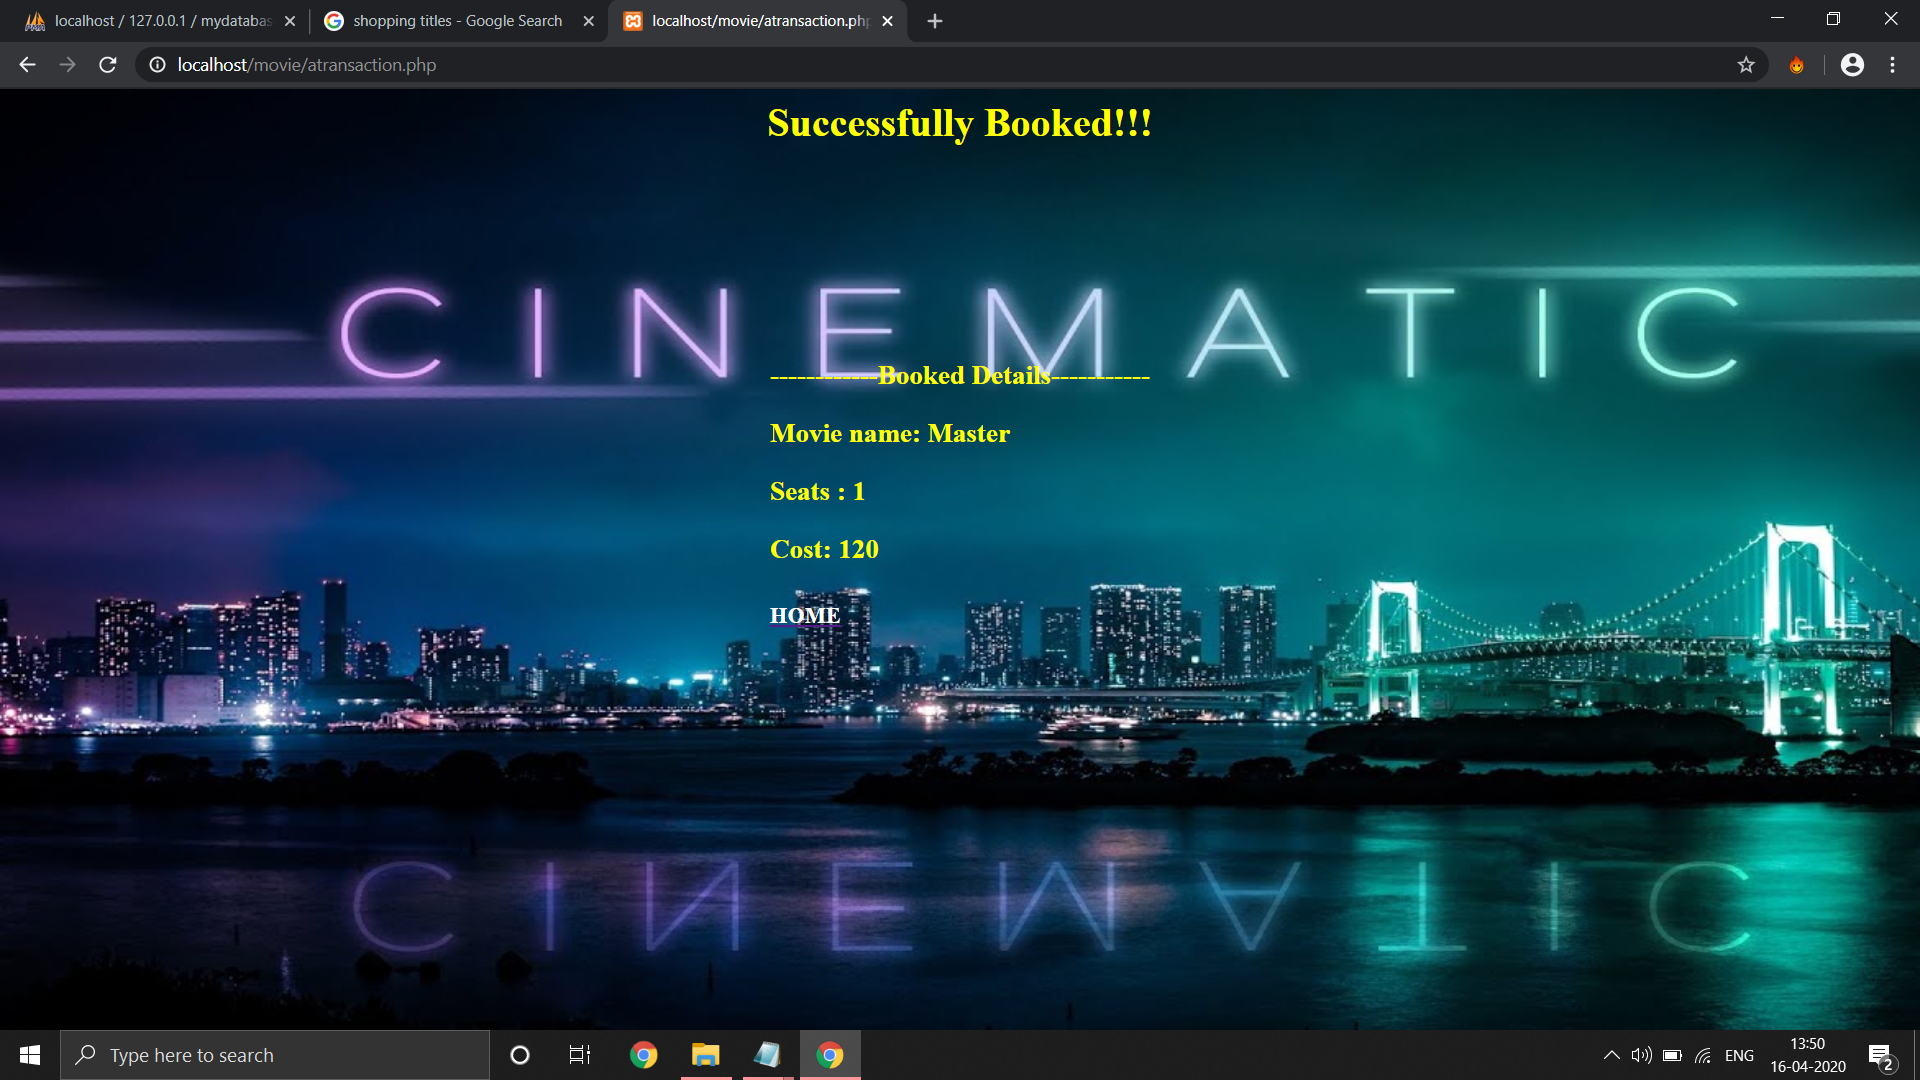 localhost / 127.0.0.1 / mydatabas
shopping titles - Google Search
localhost/movie/atransaction.php
localhost/movie/atransaction.php
Successfully Booked!!!
CINEMATIC
------------Booked Details-----------
Movie name: Master
Seats : 1
Cost: 120
HOME
CINEMATIC
Type here to search
ENG
13:50
16-04-2020
2